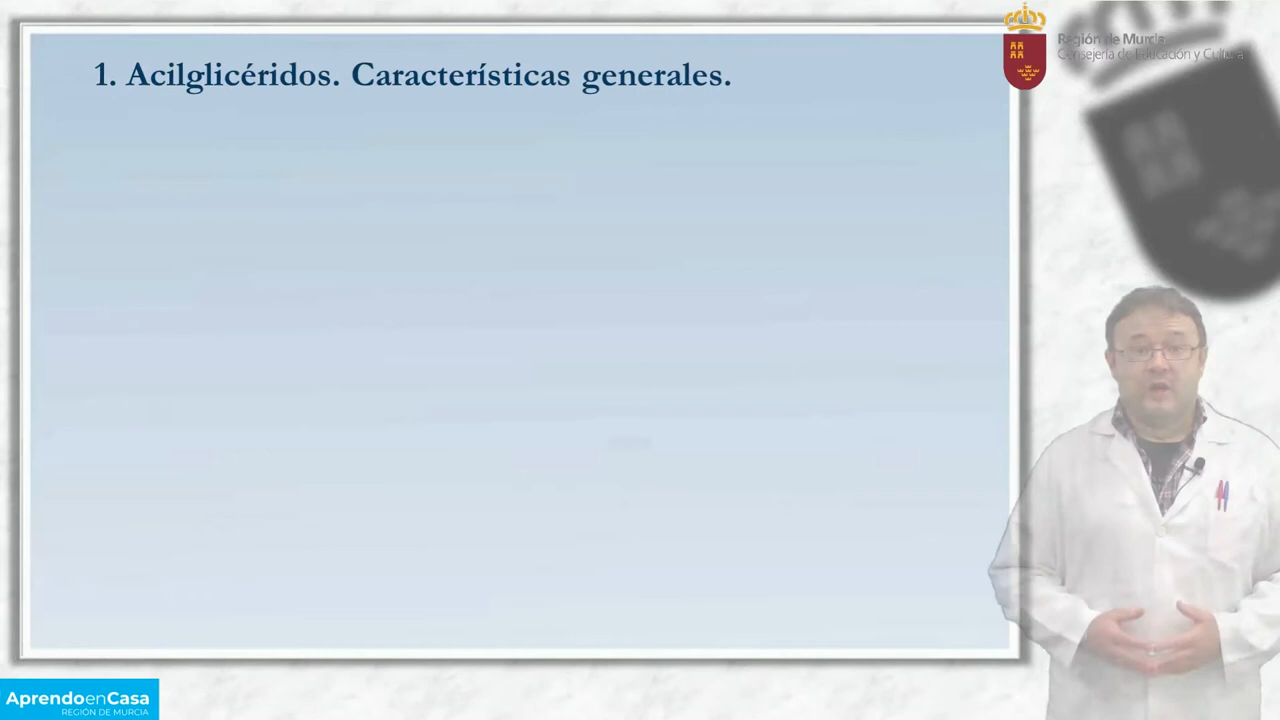 1. Acilglicéridos. Características generales.
Región de Murcia
Consejería de Educación y Cultura
AprendoenCasa
REGIÓN DE MURCIA